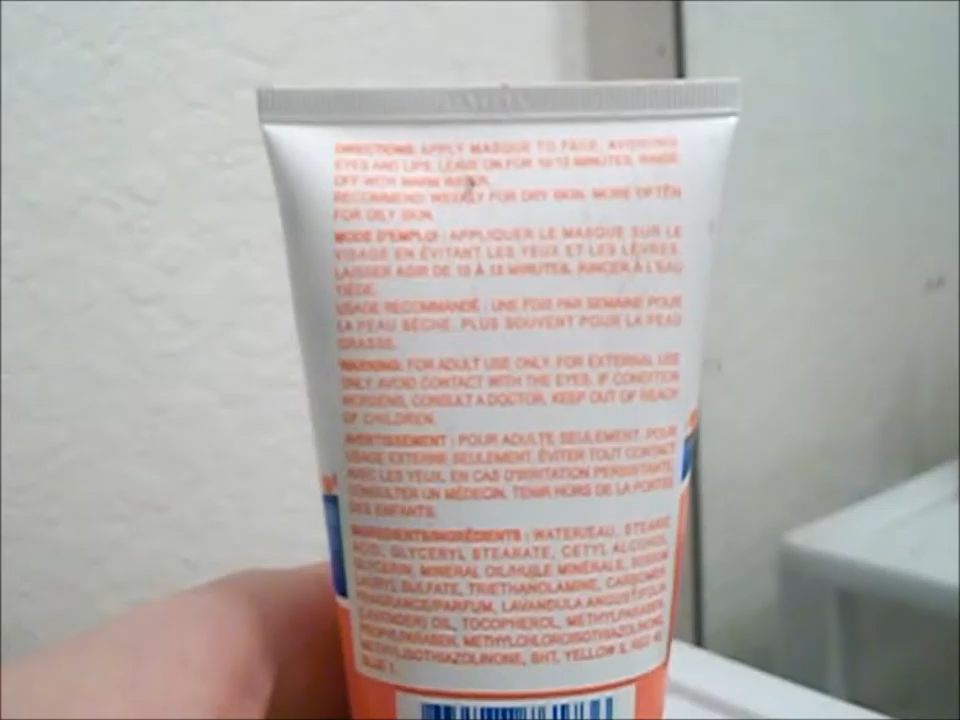 DIRECTIONS: APPLY MASQUE TO FACE, AVOIDING
EYES AND LIPS. LEAVE ON FOR 10/15 MINUTES. RINSE
OFF WITH WARM WATER.
RECOMMEND: WEEKLY FOR DRY SKIN. MORE OFTEN
FOR OILY SKIN.
MODE D'EMPLOI : APPLIQUER LE MASQUE SUR LE
VISAGE EN ÉVITANT LES YEUX ET LES LÈVRES.
LAISSER AGIR DE 10 À 15 MINUTES. RINCER À L'EAU
TIÈDE.
USAGE RECOMMANDÉ : UNE FOIS PAR SEMAINE POUR
LA PEAU SÈCHE. PLUS SOUVENT POUR LA PEAU
GRASSE.
WARNING: FOR ADULT USE ONLY. FOR EXTERNAL USE
ONLY. AVOID CONTACT WITH THE EYES. IF CONDITION
WORSENS, CONSULT A DOCTOR. KEEP OUT OF REACH
OF CHILDREN.
AVERTISSEMENT : POUR ADULTE SEULEMENT. POUR
USAGE EXTERNE SEULEMENT. ÉVITER TOUT CONTACT
AVEC LES YEUX. EN CAS D'IRRITATION PERSISTANTE
CONSULTER UN MÉDECIN. TENIR HORS DE LA PORTÉE
DES ENFANTS.
INGREDIENTS/INGRÉDIENTS : WATER/EAU, STEARIC
ACID, GLYCERYL STEARATE, CETYL ALCOHOL,
GLYCERIN, MINERAL OIL/HUILE MINÉRALE, SODIUM
LAURYL SULFATE, TRIETHANOLAMINE, CARBOMER
FRAGRANCE/PARFUM, LAVANDULA ANGUSTIFOLIA
(LAVENDER) OIL, TOCOPHEROL, METHYLPARABEN
PROPYLPARABEN, METHYLCHLOROISOTHIAZOLINONE
METHYLISOTHIAZOLINONE, BHT, YELLOW 5, RED 40
BLUE 1.